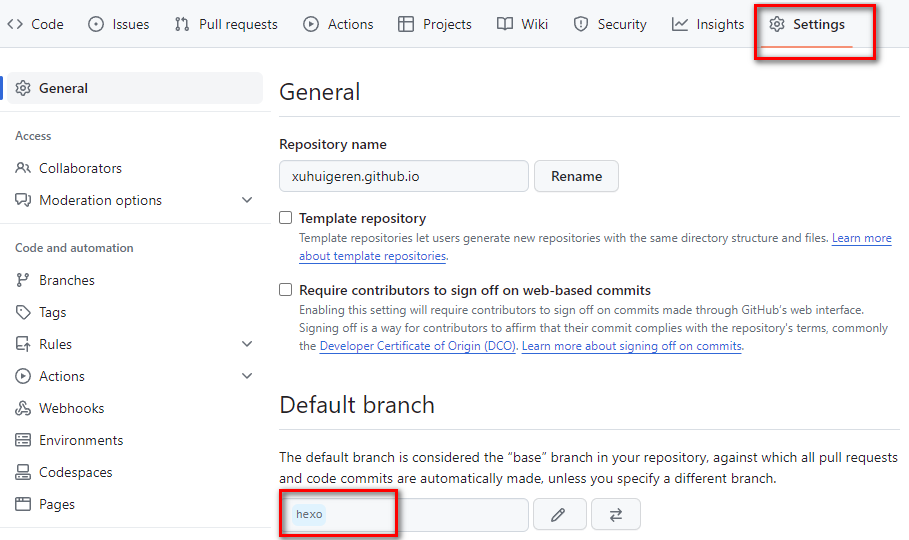 Code Issues Pull requests Actions Projects Wiki Security Insights Settings
General
Access
Collaborators
Moderation options
Code and automation
Branches
Tags
Rules
Actions
Webhooks
Environments
Codespaces
Pages
General
Repository name
xuhuigeren.github.io Rename
Template repository
Template repositories let users generate new repositories with the same directory structure and files. Learn more
about template repositories.
Require contributors to sign off on web-based commits
Enabling this setting will require contributors to sign off on commits made through GitHub's web interface.
Signing off is a way for contributors to affirm that their commit complies with the repository's terms, commonly
the Developer Certificate of Origin (DCO). Learn more about signing off on commits.
Default branch
The default branch is considered the “base” branch in your repository, against which all pull requests
and code commits are automatically made, unless you specify a different branch.
hexo